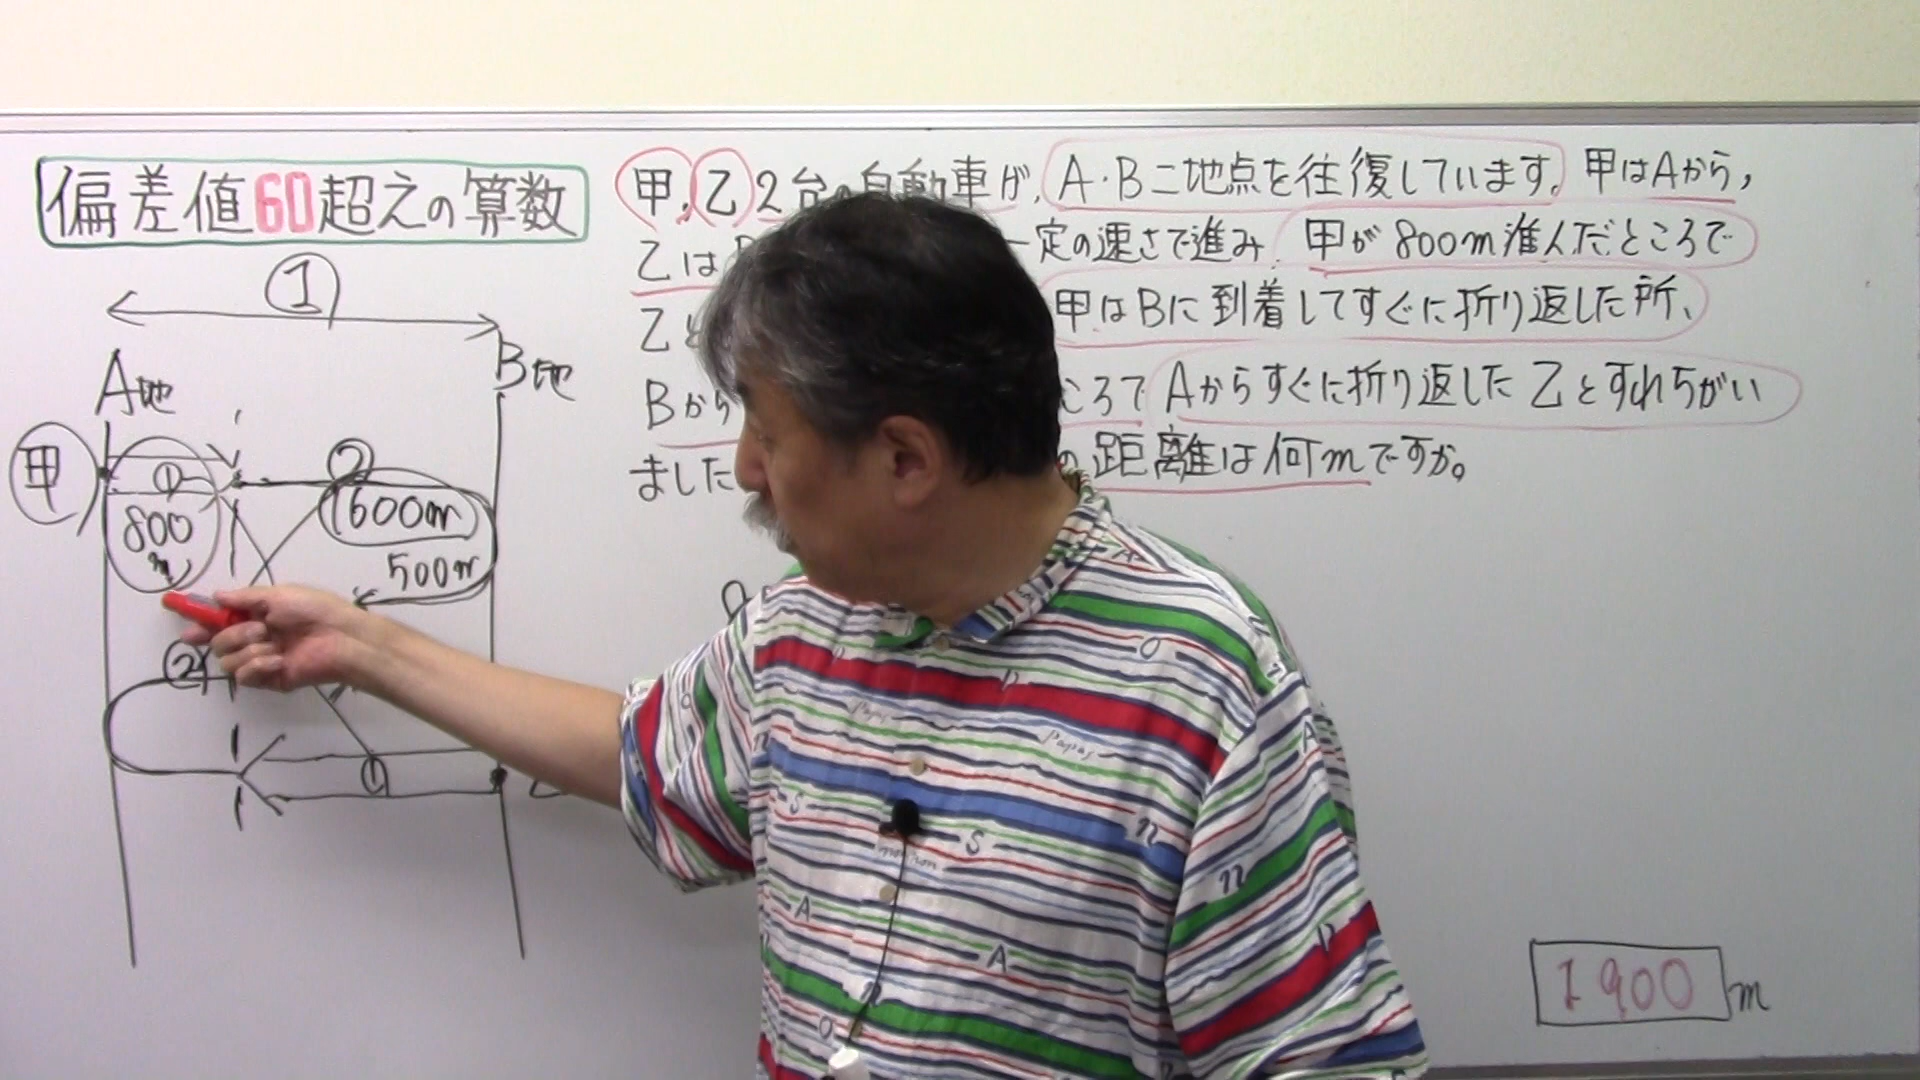 偏差値60超えの算数
甲,乙2台の自動車が,A・B二地点を往復しています。甲はAから,
乙は 一定の速さで進み 甲が800m進んだところで
乙と 甲はBに到着してすぐに折り返した所、
Bから ころでAからすぐに折り返した乙とすれちがい
ました の距離は何mですか。
①
A地
B地
甲
①
②
800
m
1600m
500m
②
①
1900m